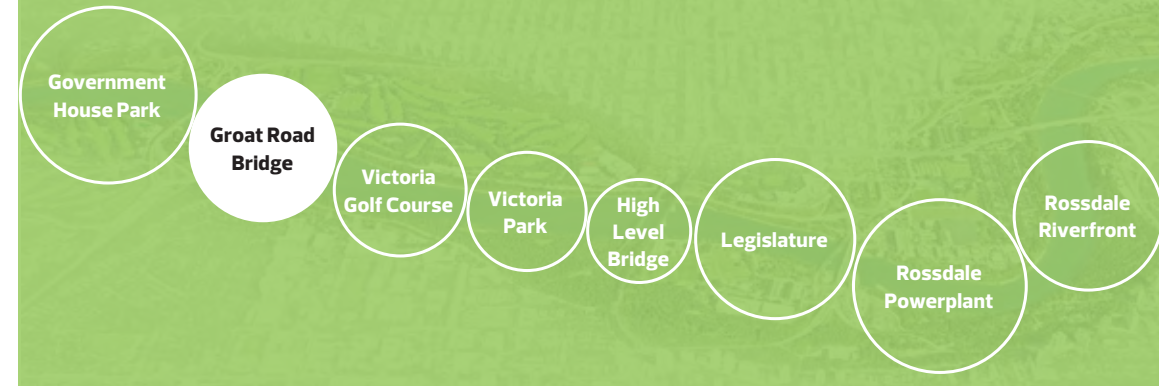 Government
House Park
Groat Road
Bridge
Victoria
Golf Course
Victoria
Park
High
Level
Bridge
Legislature
Rossdale
Powerplant
Rossdale
Riverfront